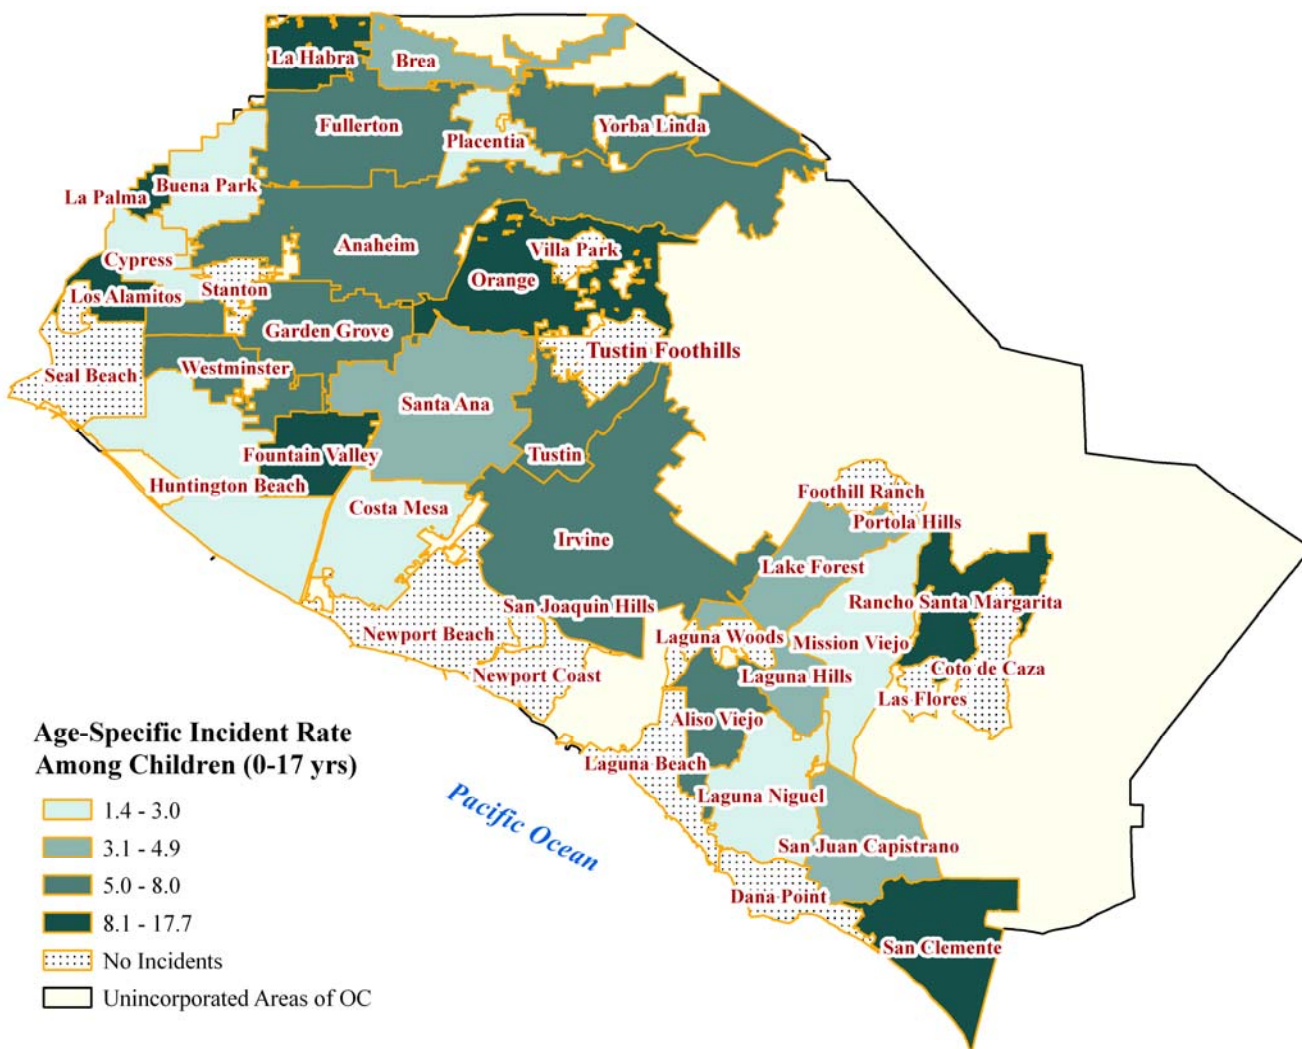 La Habra
Brea
Fullerton
Placentia
Yorba Linda
La Palma
Buena Park
Cypress
Anaheim
Villa Park
Orange
Stanton
Los Alamitos
Garden Grove
Tustin Foothills
Seal Beach
Westminster
Santa Ana
Fountain Valley
Tustin
Huntington Beach
Costa Mesa
Foothill Ranch
Portola Hills
Irvine
Lake Forest
Rancho Santa Margarita
San Joaquin Hills
Newport Beach
Laguna Woods
Mission Viejo
Newport Coast
Laguna Hills
Coto de Caza
Las Flores
Aliso Viejo
Laguna Beach
Laguna Niguel
San Juan Capistrano
Dana Point
San Clemente
Pacific Ocean
Age-Specific Incident Rate
Among Children (0-17 yrs)
1.4 - 3.0
3.1 - 4.9
5.0 - 8.0
8.1 - 17.7
No Incidents
Unincorporated Areas of OC